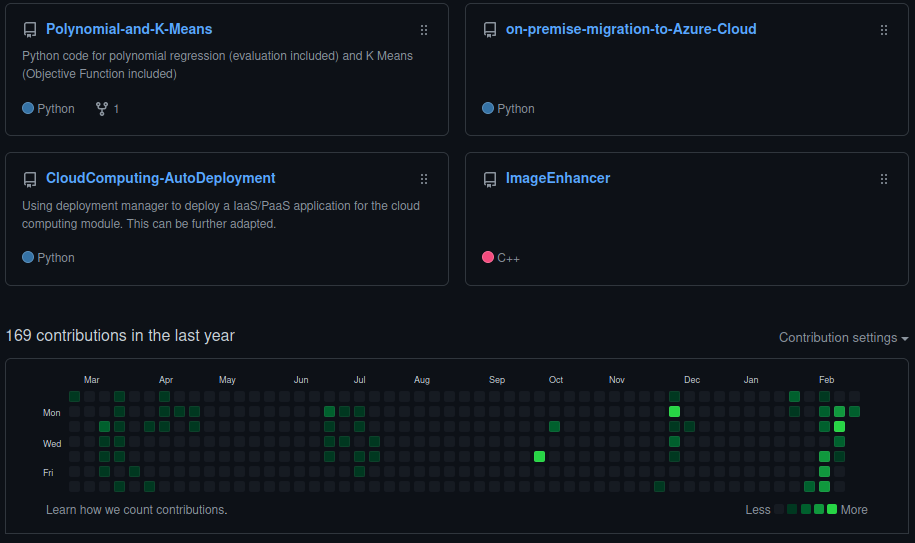 Polynomial-and-K-Means
Python code for polynomial regression (evaluation included) and K Means
(Objective Function included)
Python 1
on-premise-migration-to-Azure-Cloud
Python
CloudComputing-AutoDeployment
Using deployment manager to deploy a IaaS/PaaS application for the cloud
computing module. This can be further adapted.
Python
ImageEnhancer
C++
169 contributions in the last year
Contribution settings
Mar Apr May Jun Jul Aug Sep Oct Nov Dec Jan Feb
Mon
Wed
Fri
Learn how we count contributions.
Less More